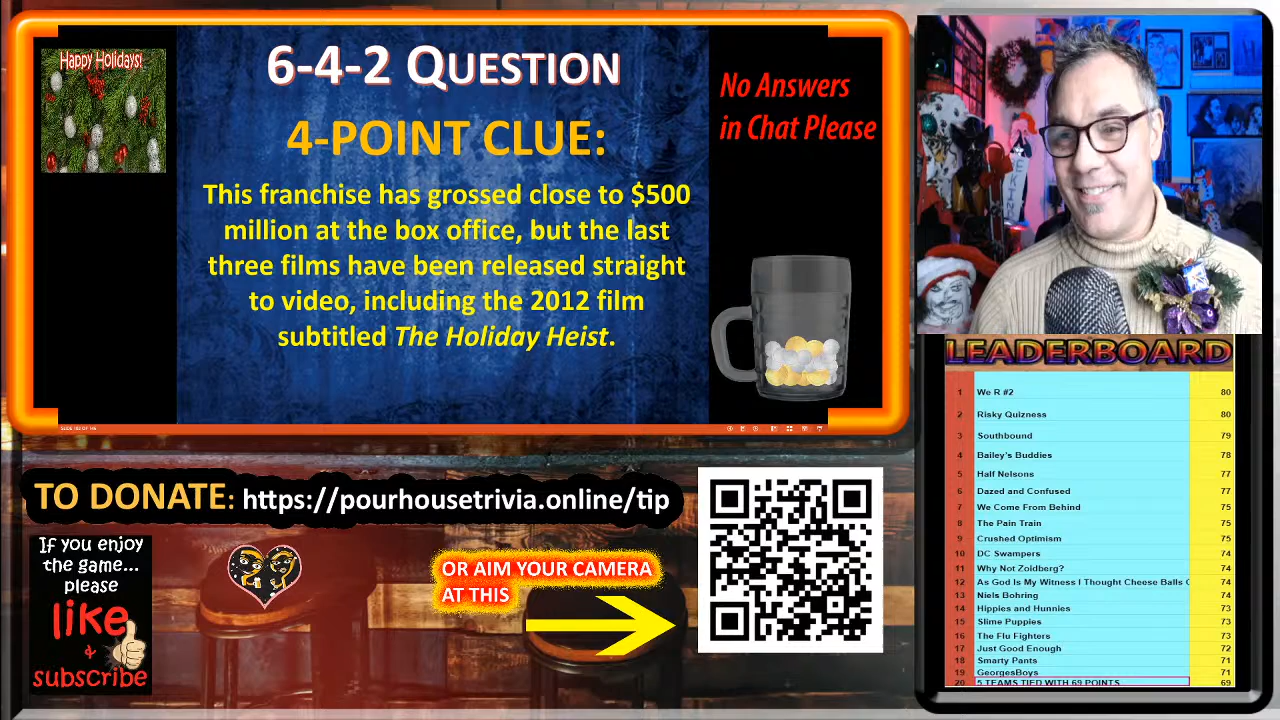 Happy Holidays!
6-4-2 QUESTION
4-POINT CLUE:
This franchise has grossed close to $500
million at the box office, but the last
three films have been released straight
to video, including the 2012 film
subtitled The Holiday Heist.
No Answers
in Chat Please
TO DONATE: https://pourhousetrivia.online/tip
If you enjoy
the game...
please
like
&
subscribe
OR AIM YOUR CAMERA
AT THIS
LEADERBOARD
1 We R #2 80
2 Risky Quizness 80
3 Southbound 79
4 Bailey's Buddies 78
5 Half Nelsons 77
6 Dazed and Confused 77
7 We Come From Behind 75
8 The Pain Train 75
9 Crushed Optimism 75
10 DC Swampers 74
11 Why Not Zoidberg? 74
12 As God Is My Witness I Thought Cheese Balls 74
13 Niels Bohring 74
14 Hippies and Hunnies 73
15 Slime Puppies 73
16 The Flu Fighters 73
17 Just Good Enough 72
18 Smarty Pants 71
19 GeorgesBoys 71
20 5 TEAMS TIED WITH 69 POINTS 69